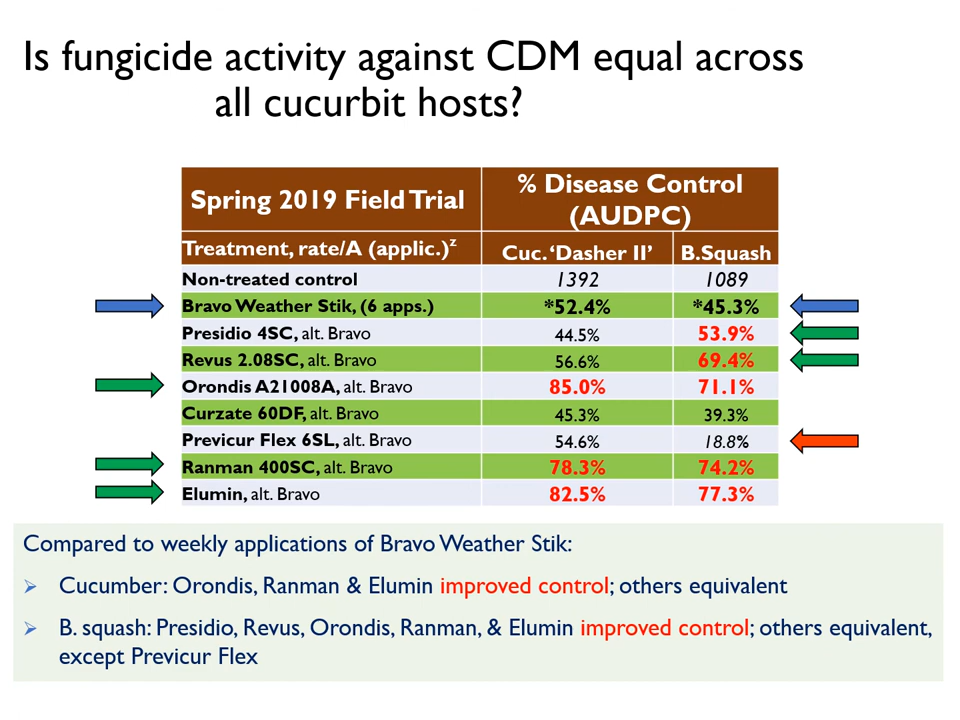 Is fungicide activity against CDM equal across
all cucurbit hosts?
Spring 2019 Field Trial
% Disease Control
(AUDPC)
Treatment, rate/A (applic.)z Cuc. ‘Dasher II’ B.Squash
Non-treated control 1392 1089
Bravo Weather Stik, (6 apps.) *52.4% *45.3%
Presidio 4SC, alt. Bravo 44.5% 53.9%
Revus 2.08SC, alt. Bravo 56.6% 69.4%
Orondis A21008A, alt. Bravo 85.0% 71.1%
Curzate 60DF, alt. Bravo 45.3% 39.3%
Previcur Flex 6SL, alt. Bravo 54.6% 18.8%
Ranman 400SC, alt. Bravo 78.3% 74.2%
Elumin, alt. Bravo 82.5% 77.3%
Compared to weekly applications of Bravo Weather Stik:
Cucumber: Orondis, Ranman & Elumin improved control; others equivalent
B. squash: Presidio, Revus, Orondis, Ranman, & Elumin improved control; others equivalent,
except Previcur Flex